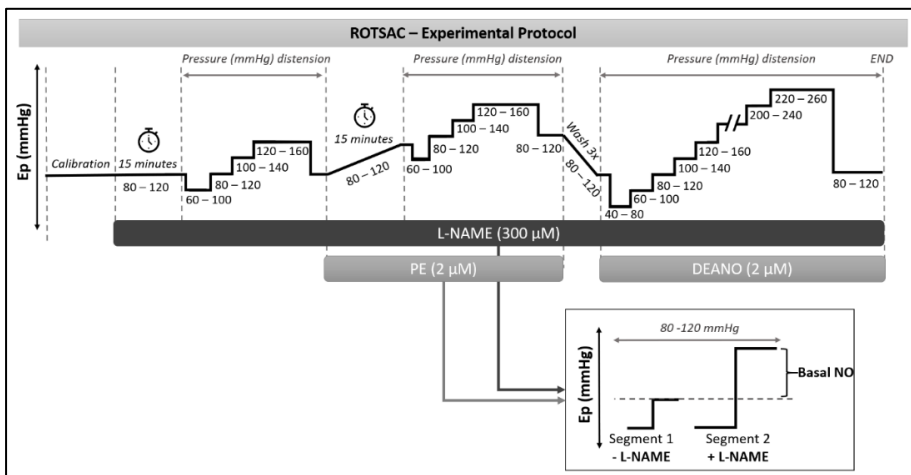 ROTSAC – Experimental Protocol
Pressure (mmHg) distension
Pressure (mmHg) distension
Pressure (mmHg) distension
END
Ep (mmHg)
Calibration
15 minutes
80 – 120
60 – 100
80 – 120
100 – 140
120 – 160
15 minutes
80 – 120
60 – 100
80 – 120
100 – 140
120 – 160
80 – 120
Wash 3x
80 – 120
40 – 80
60 – 100
80 – 120
100 – 140
120 – 160
200 – 240
220 – 260
80 – 120
L-NAME (300 μM)
PE (2 μM)
DEANO (2 μM)
80 -120 mmHg
Ep (mmHg)
Basal NO
Segment 1
- L-NAME
Segment 2
+ L-NAME